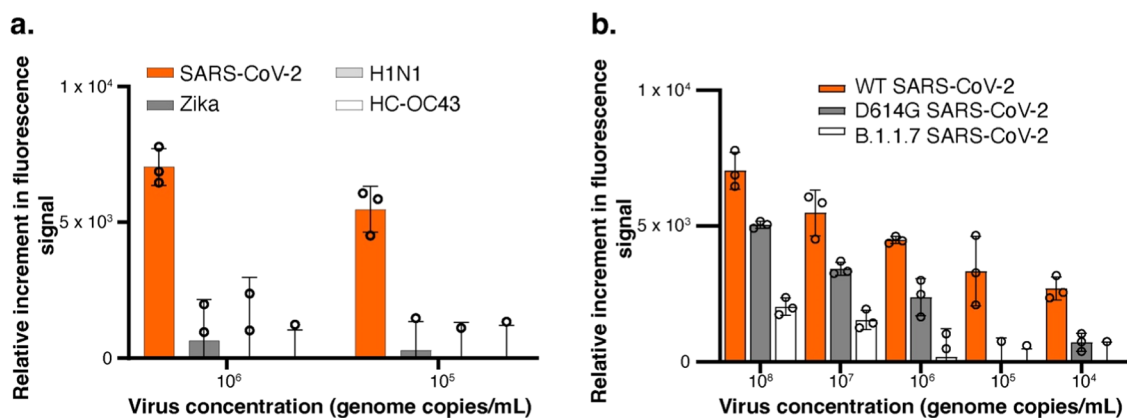 a.
Relative increment in fluorescence
signal
SARS-CoV-2
Zika
H1N1
HC-OC43
1 x 10⁴
5 x 10³
0
10⁶
10⁵
Virus concentration (genome copies/mL)
b.
Relative increment in fluorescence
signal
WT SARS-CoV-2
D614G SARS-CoV-2
B.1.1.7 SARS-CoV-2
1 x 10⁴
5 x 10³
0
10⁸
10⁷
10⁶
10⁵
10⁴
Virus concentration (genome copies/mL)